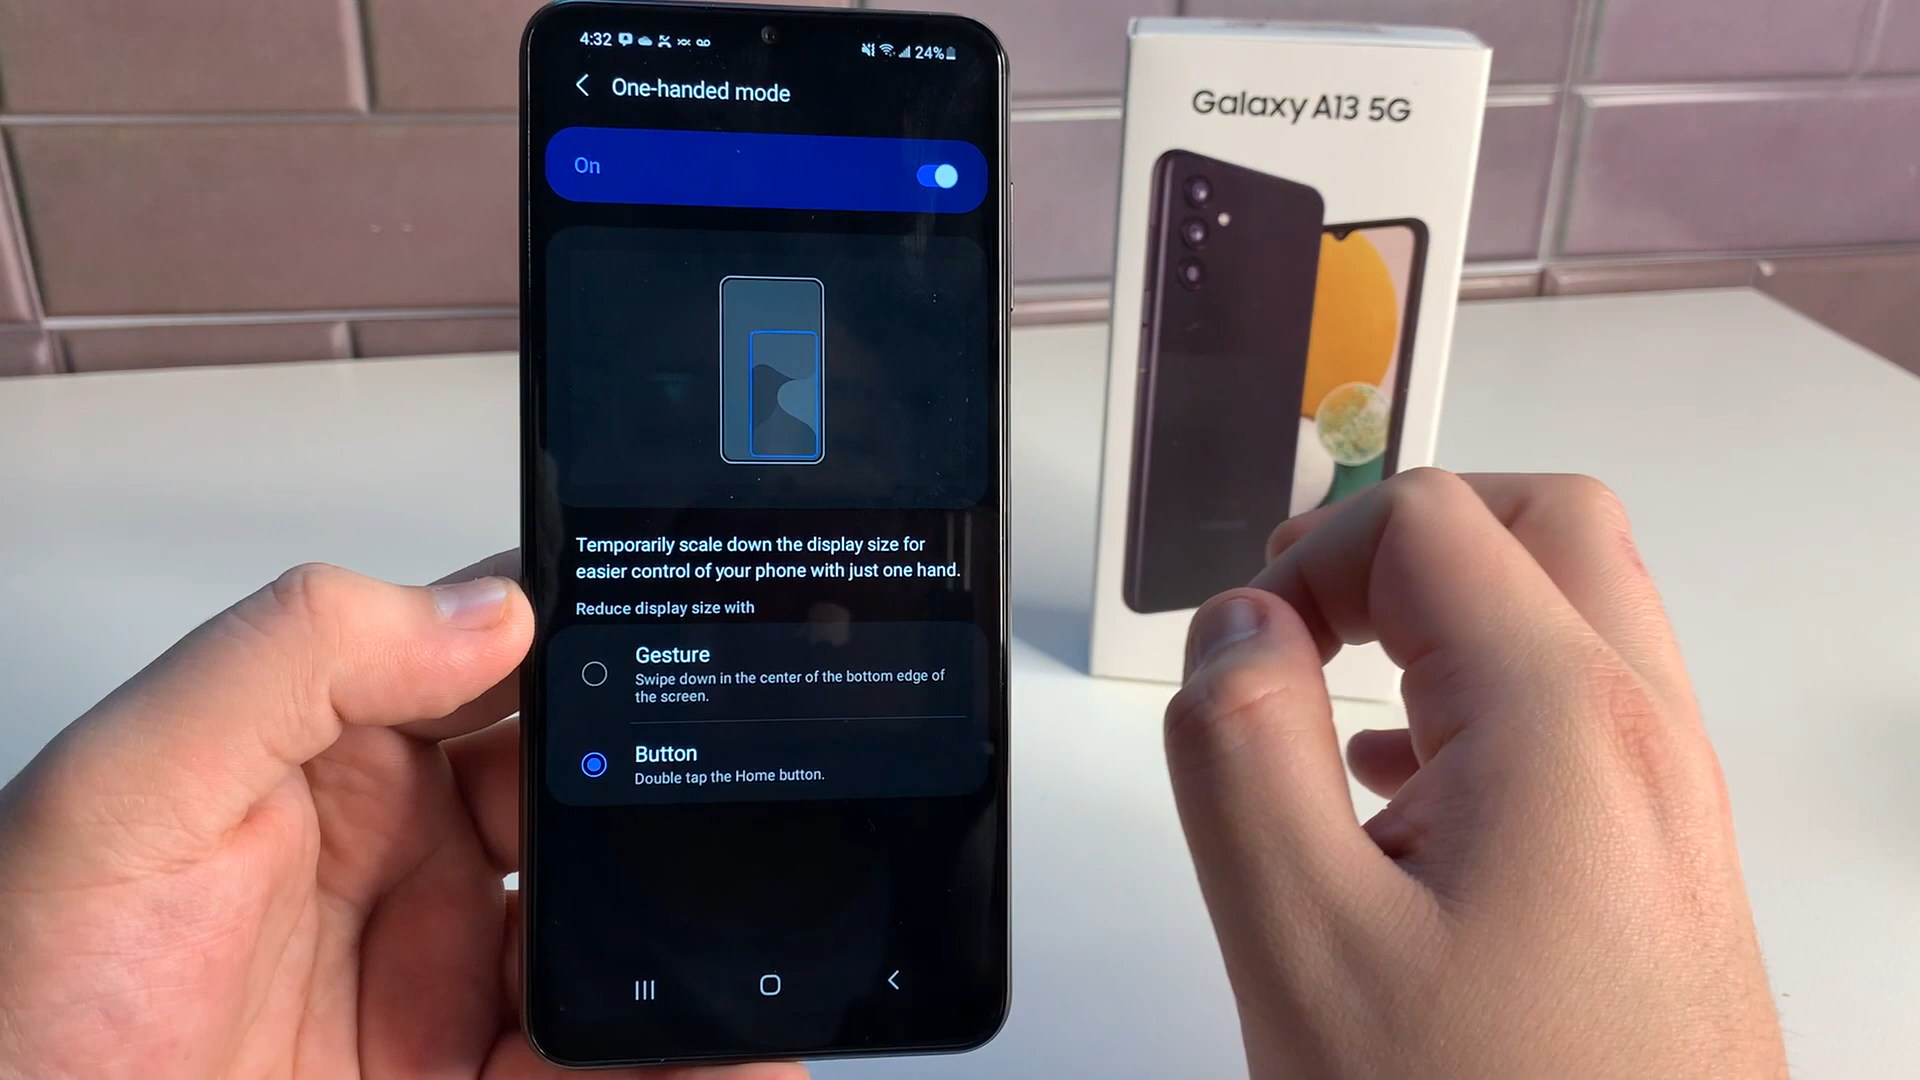 4:32
24%
One-handed mode
On
Temporarily scale down the display size for
easier control of your phone with just one hand.
Reduce display size with
Gesture
Swipe down in the center of the bottom edge of
the screen.
Button
Double tap the Home button.
Galaxy A13 5G